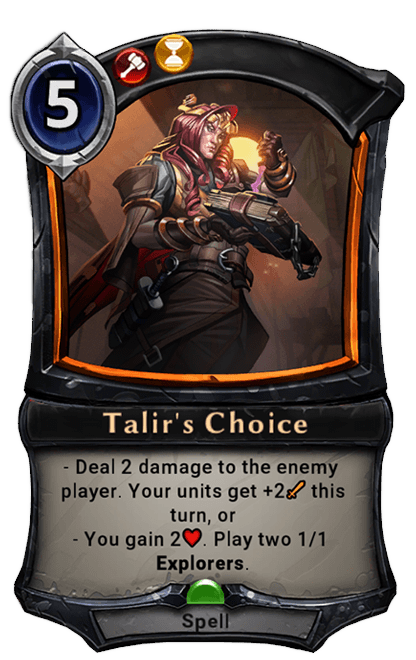 5
Talir's Choice
- Deal 2 damage to the enemy
player. Your units get +2 this
turn, or
- You gain 2. Play two 1/1
Explorers.
Spell